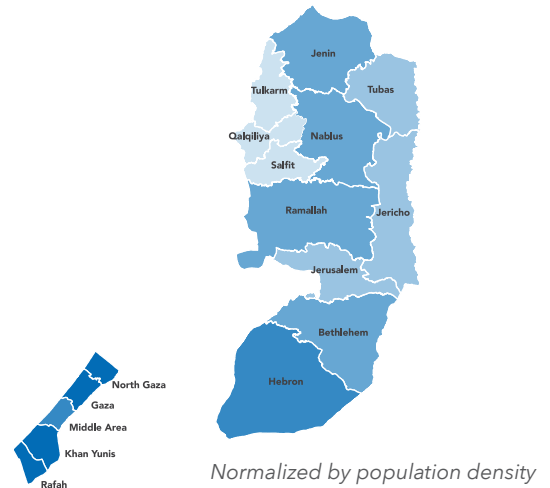 Jenin
Tulkarm
Tubas
Qalqiliya
Nablus
Salfit
Ramallah
Jericho
Jerusalem
Bethlehem
Hebron
North Gaza
Gaza
Middle Area
Khan Yunis
Rafah
Normalized by population density